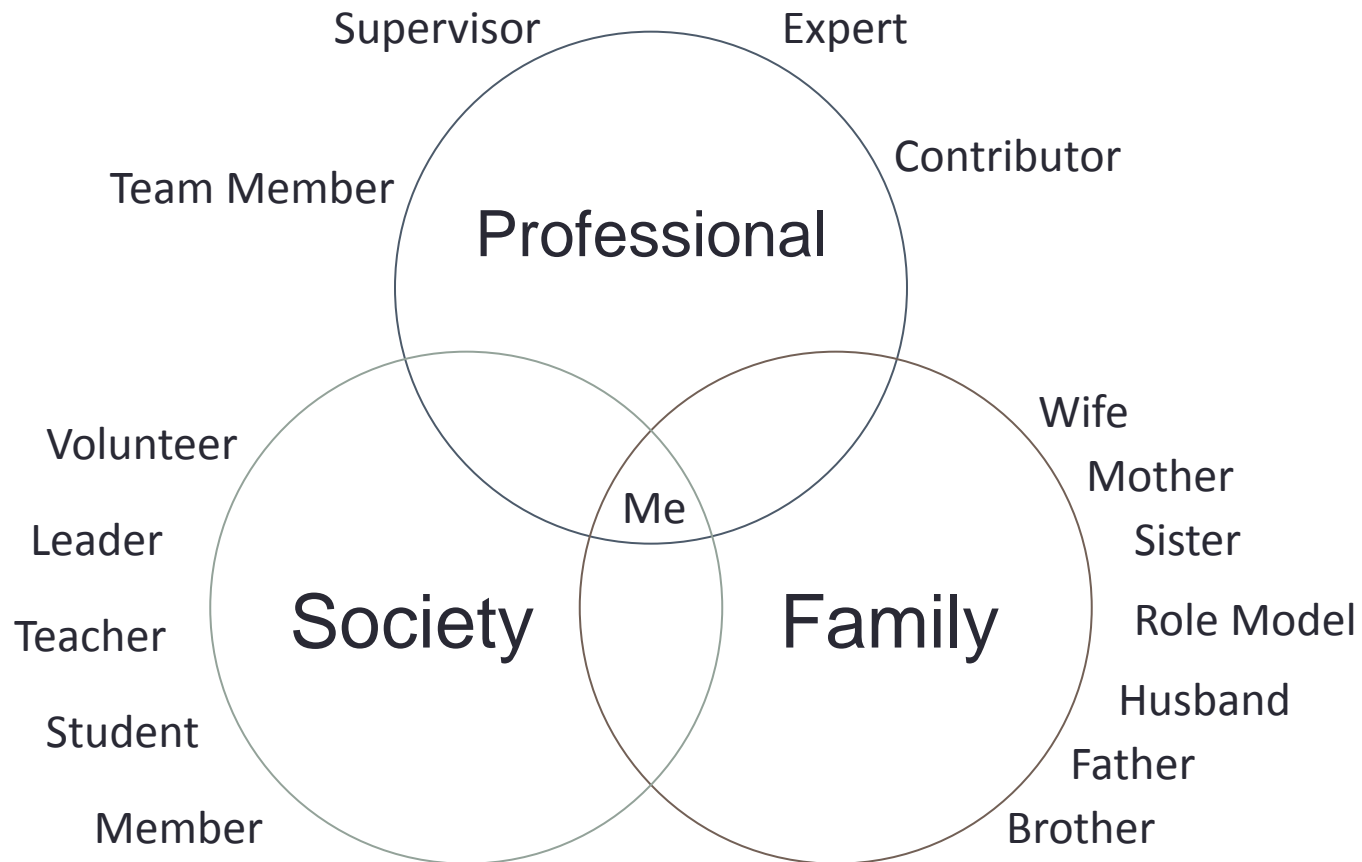 Supervisor
Expert
Contributor
Team Member
Professional
Wife
Volunteer
Mother
Me
Leader
Sister
Society
Family
Teacher
Role Model
Husband
Student
Father
Member
Brother